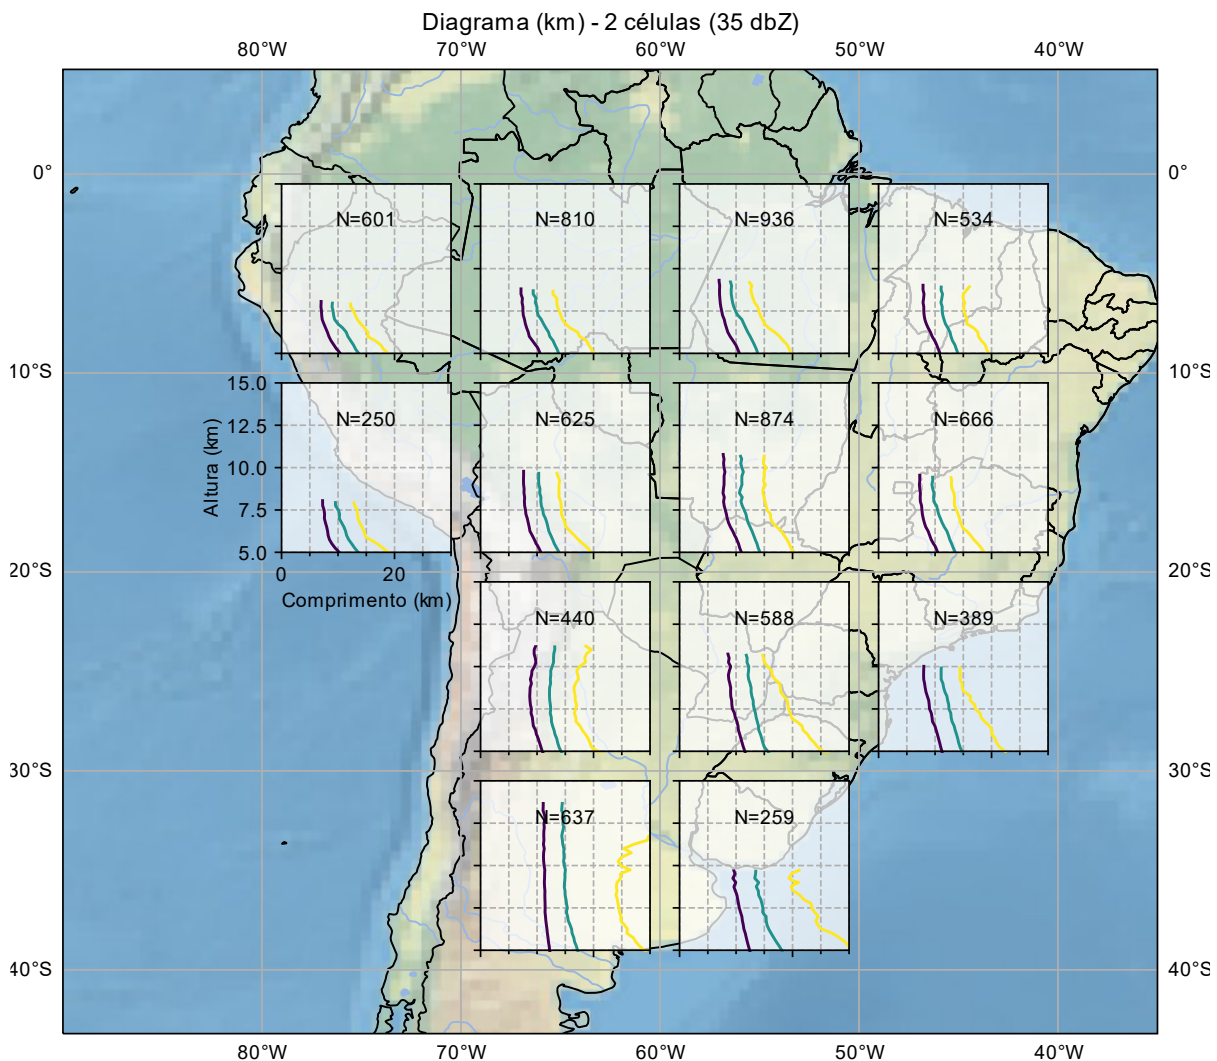 Diagrama (km) - 2 células (35 dbZ)
80°W 70°W 60°W 50°W 40°W
0° 0°
N=601 N=810 N=936 N=534
10°S 10°S
15.0
N=250 N=625 N=874 N=666
12.5
10.0
7.5
5.0
Altura (km)
0 20
20°S 20°S
Comprimento (km)
N=440 N=588 N=389
30°S 30°S
N=637 N=259
40°S 40°S
80°W 70°W 60°W 50°W 40°W